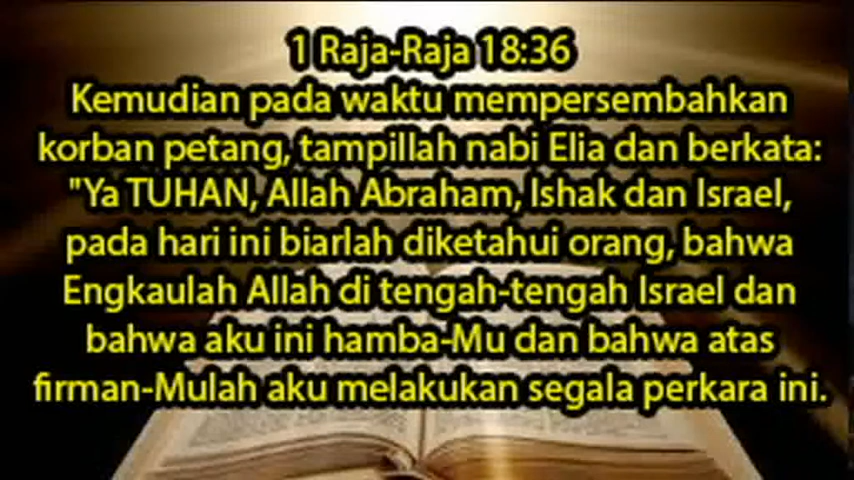 1 Raja-Raja 18:36
Kemudian pada waktu mempersembahkan
korban petang, tampillah nabi Elia dan berkata:
"Ya TUHAN, Allah Abraham, Ishak dan Israel,
pada hari ini biarlah diketahui orang, bahwa
Engkaulah Allah di tengah-tengah Israel dan
bahwa aku ini hamba-Mu dan bahwa atas
firman-Mulah aku melakukan segala perkara ini.